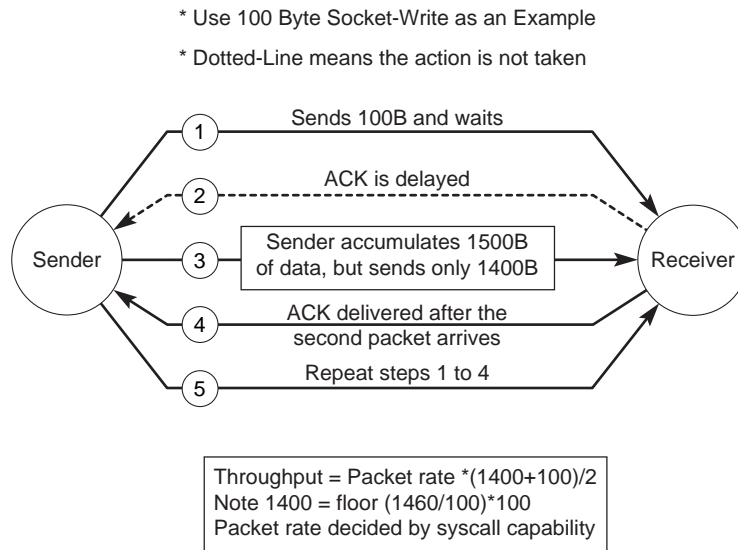 * Use 100 Byte Socket-Write as an Example
* Dotted-Line means the action is not taken
1
Sends 100B and waits
2
ACK is delayed
Sender
3
Sender accumulates 1500B
of data, but sends only 1400B
Receiver
4
ACK delivered after the
second packet arrives
5
Repeat steps 1 to 4
Throughput = Packet rate *(1400+100)/2
Note 1400 = floor (1460/100)*100
Packet rate decided by syscall capability